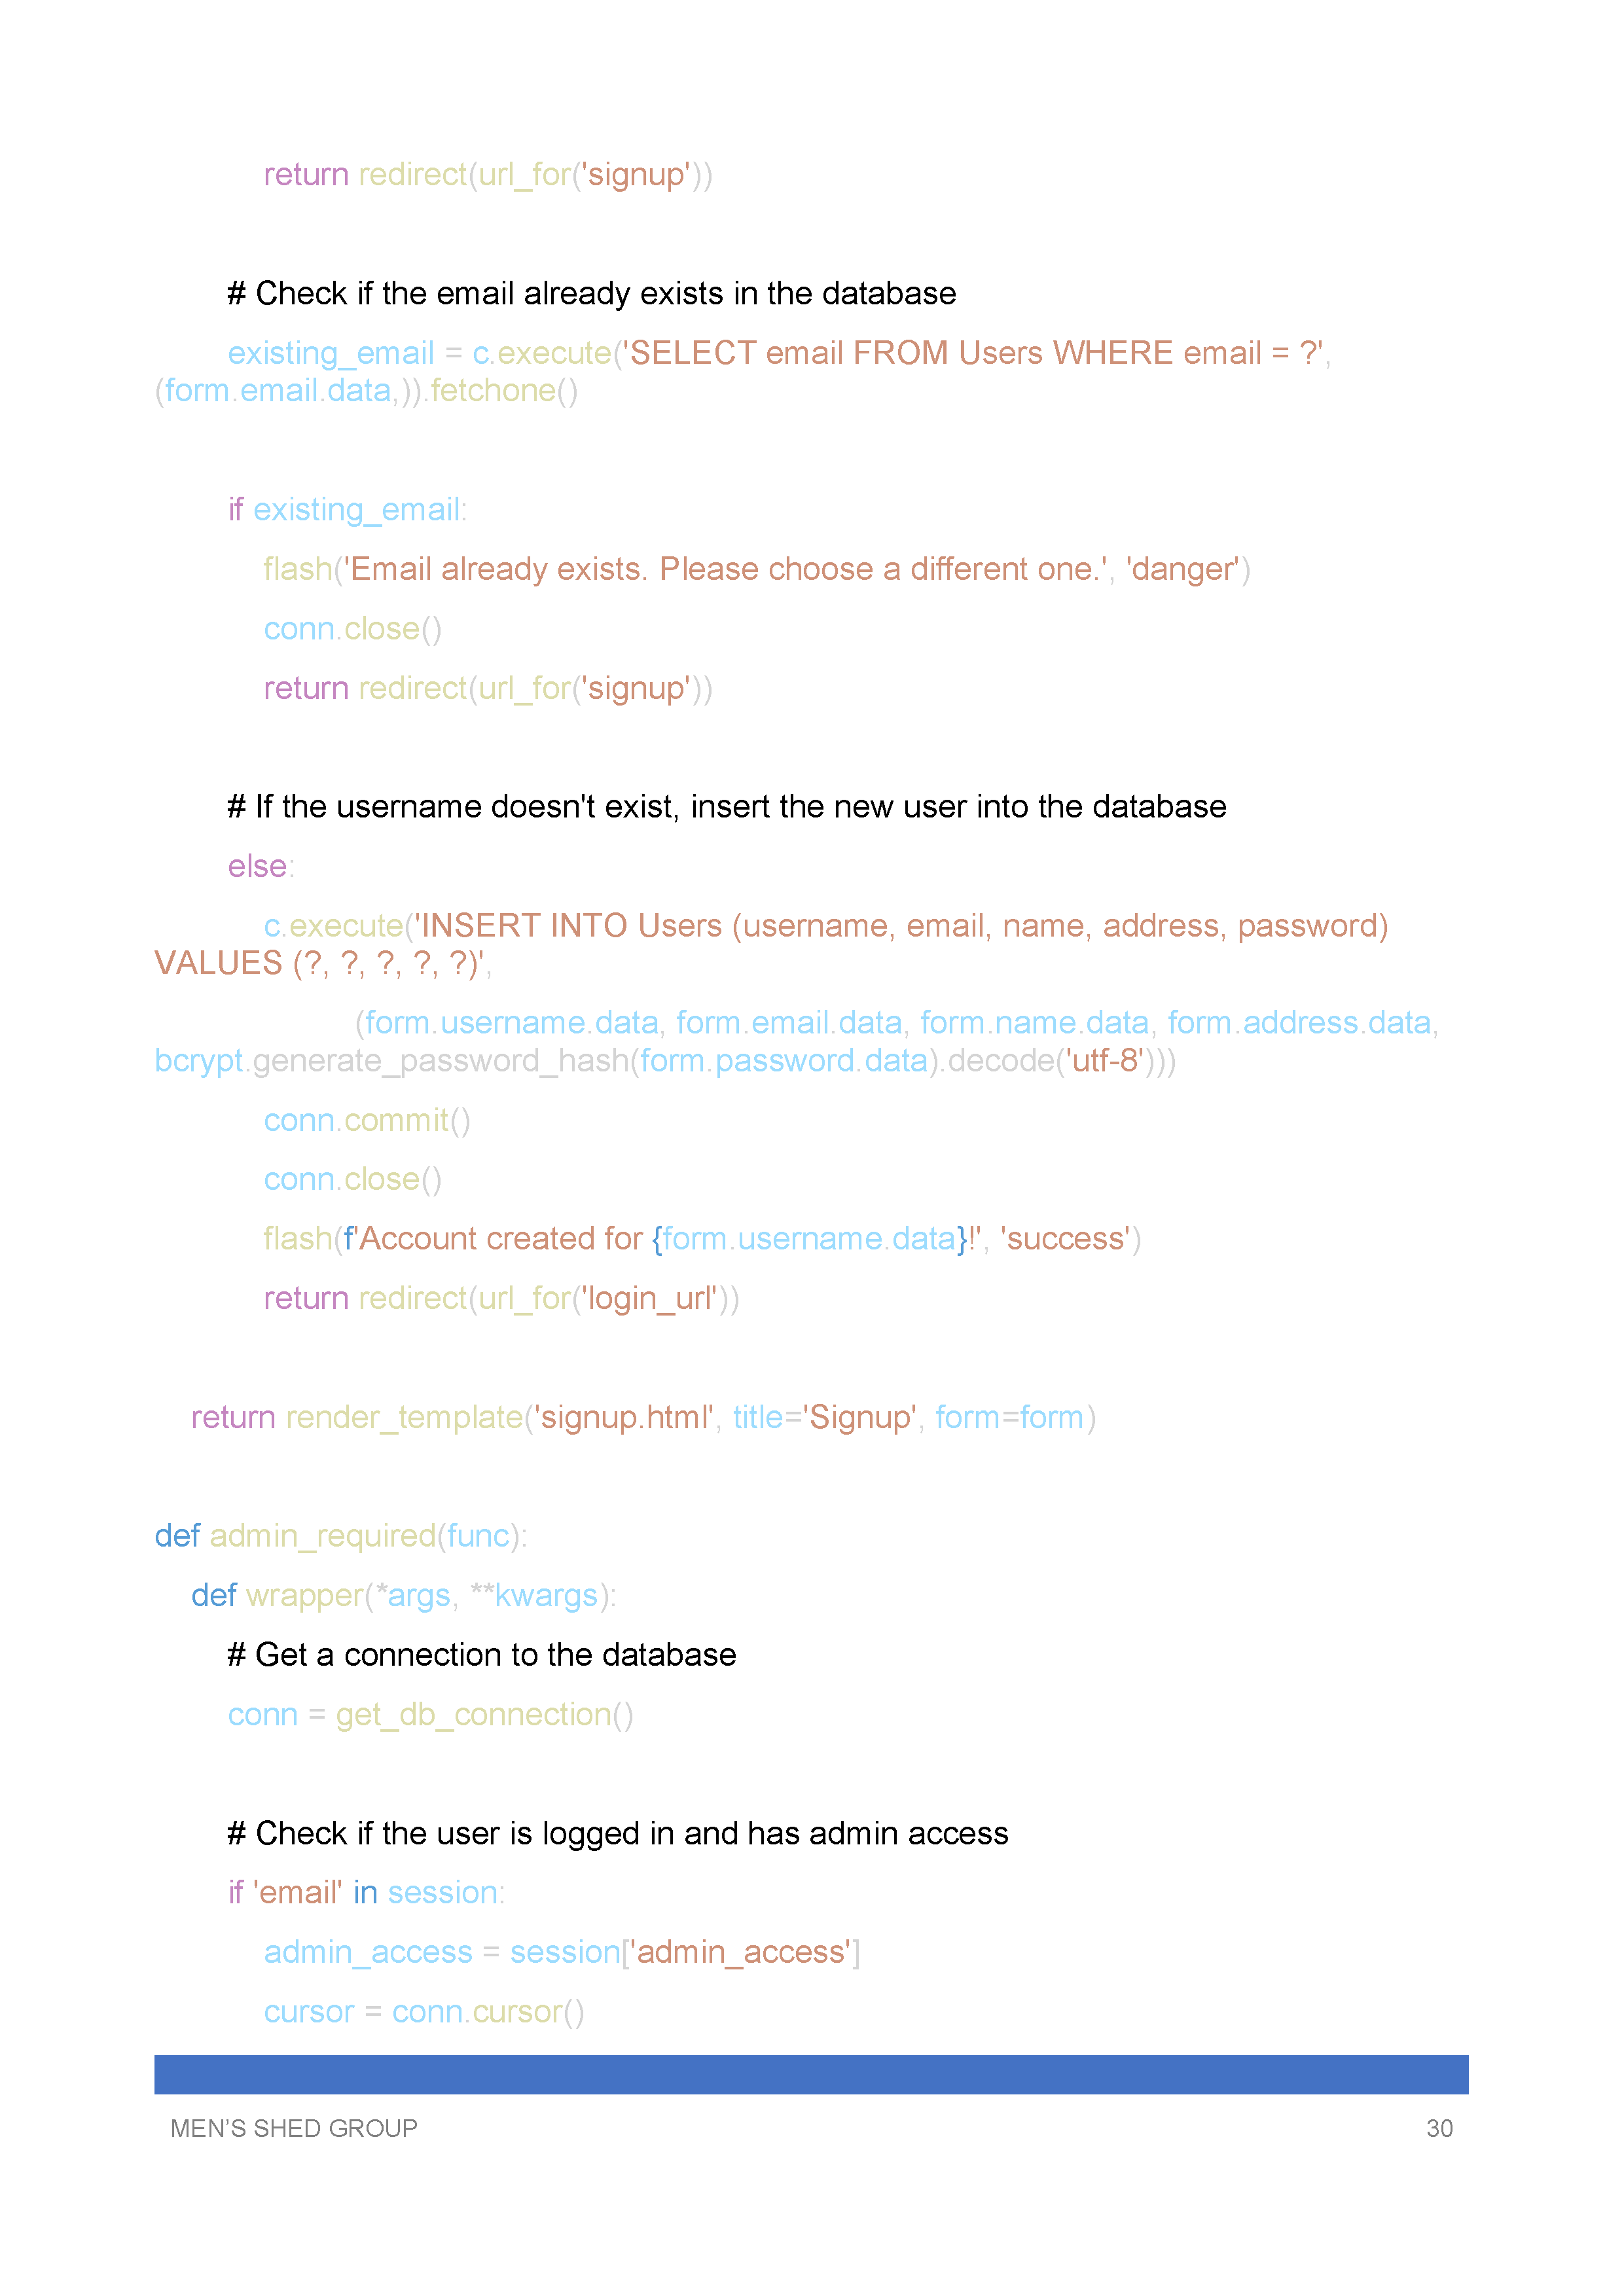 return redirect(url_for('signup'))
# Check if the email already exists in the database
existing_email = c.execute('SELECT email FROM Users WHERE email = ?',
(form.email.data,)).fetchone()
if existing_email:
flash('Email already exists. Please choose a different one.', 'danger')
conn.close()
return redirect(url_for('signup'))
# If the username doesn't exist, insert the new user into the database
else:
c.execute('INSERT INTO Users (username, email, name, address, password)
VALUES (?, ?, ?, ?, ?)',
(form.username.data, form.email.data, form.name.data, form.address.data,
bcrypt.generate_password_hash(form.password.data).decode('utf-8')))
conn.commit()
conn.close()
flash(f'Account created for {form.username.data}!', 'success')
return redirect(url_for('login_url'))
return render_template('signup.html', title='Signup', form=form)
def admin_required(func):
def wrapper(*args, **kwargs):
# Get a connection to the database
conn = get_db_connection()
# Check if the user is logged in and has admin access
if 'email' in session:
admin_access = session['admin_access']
cursor = conn.cursor()
MEN’S SHED GROUP 30